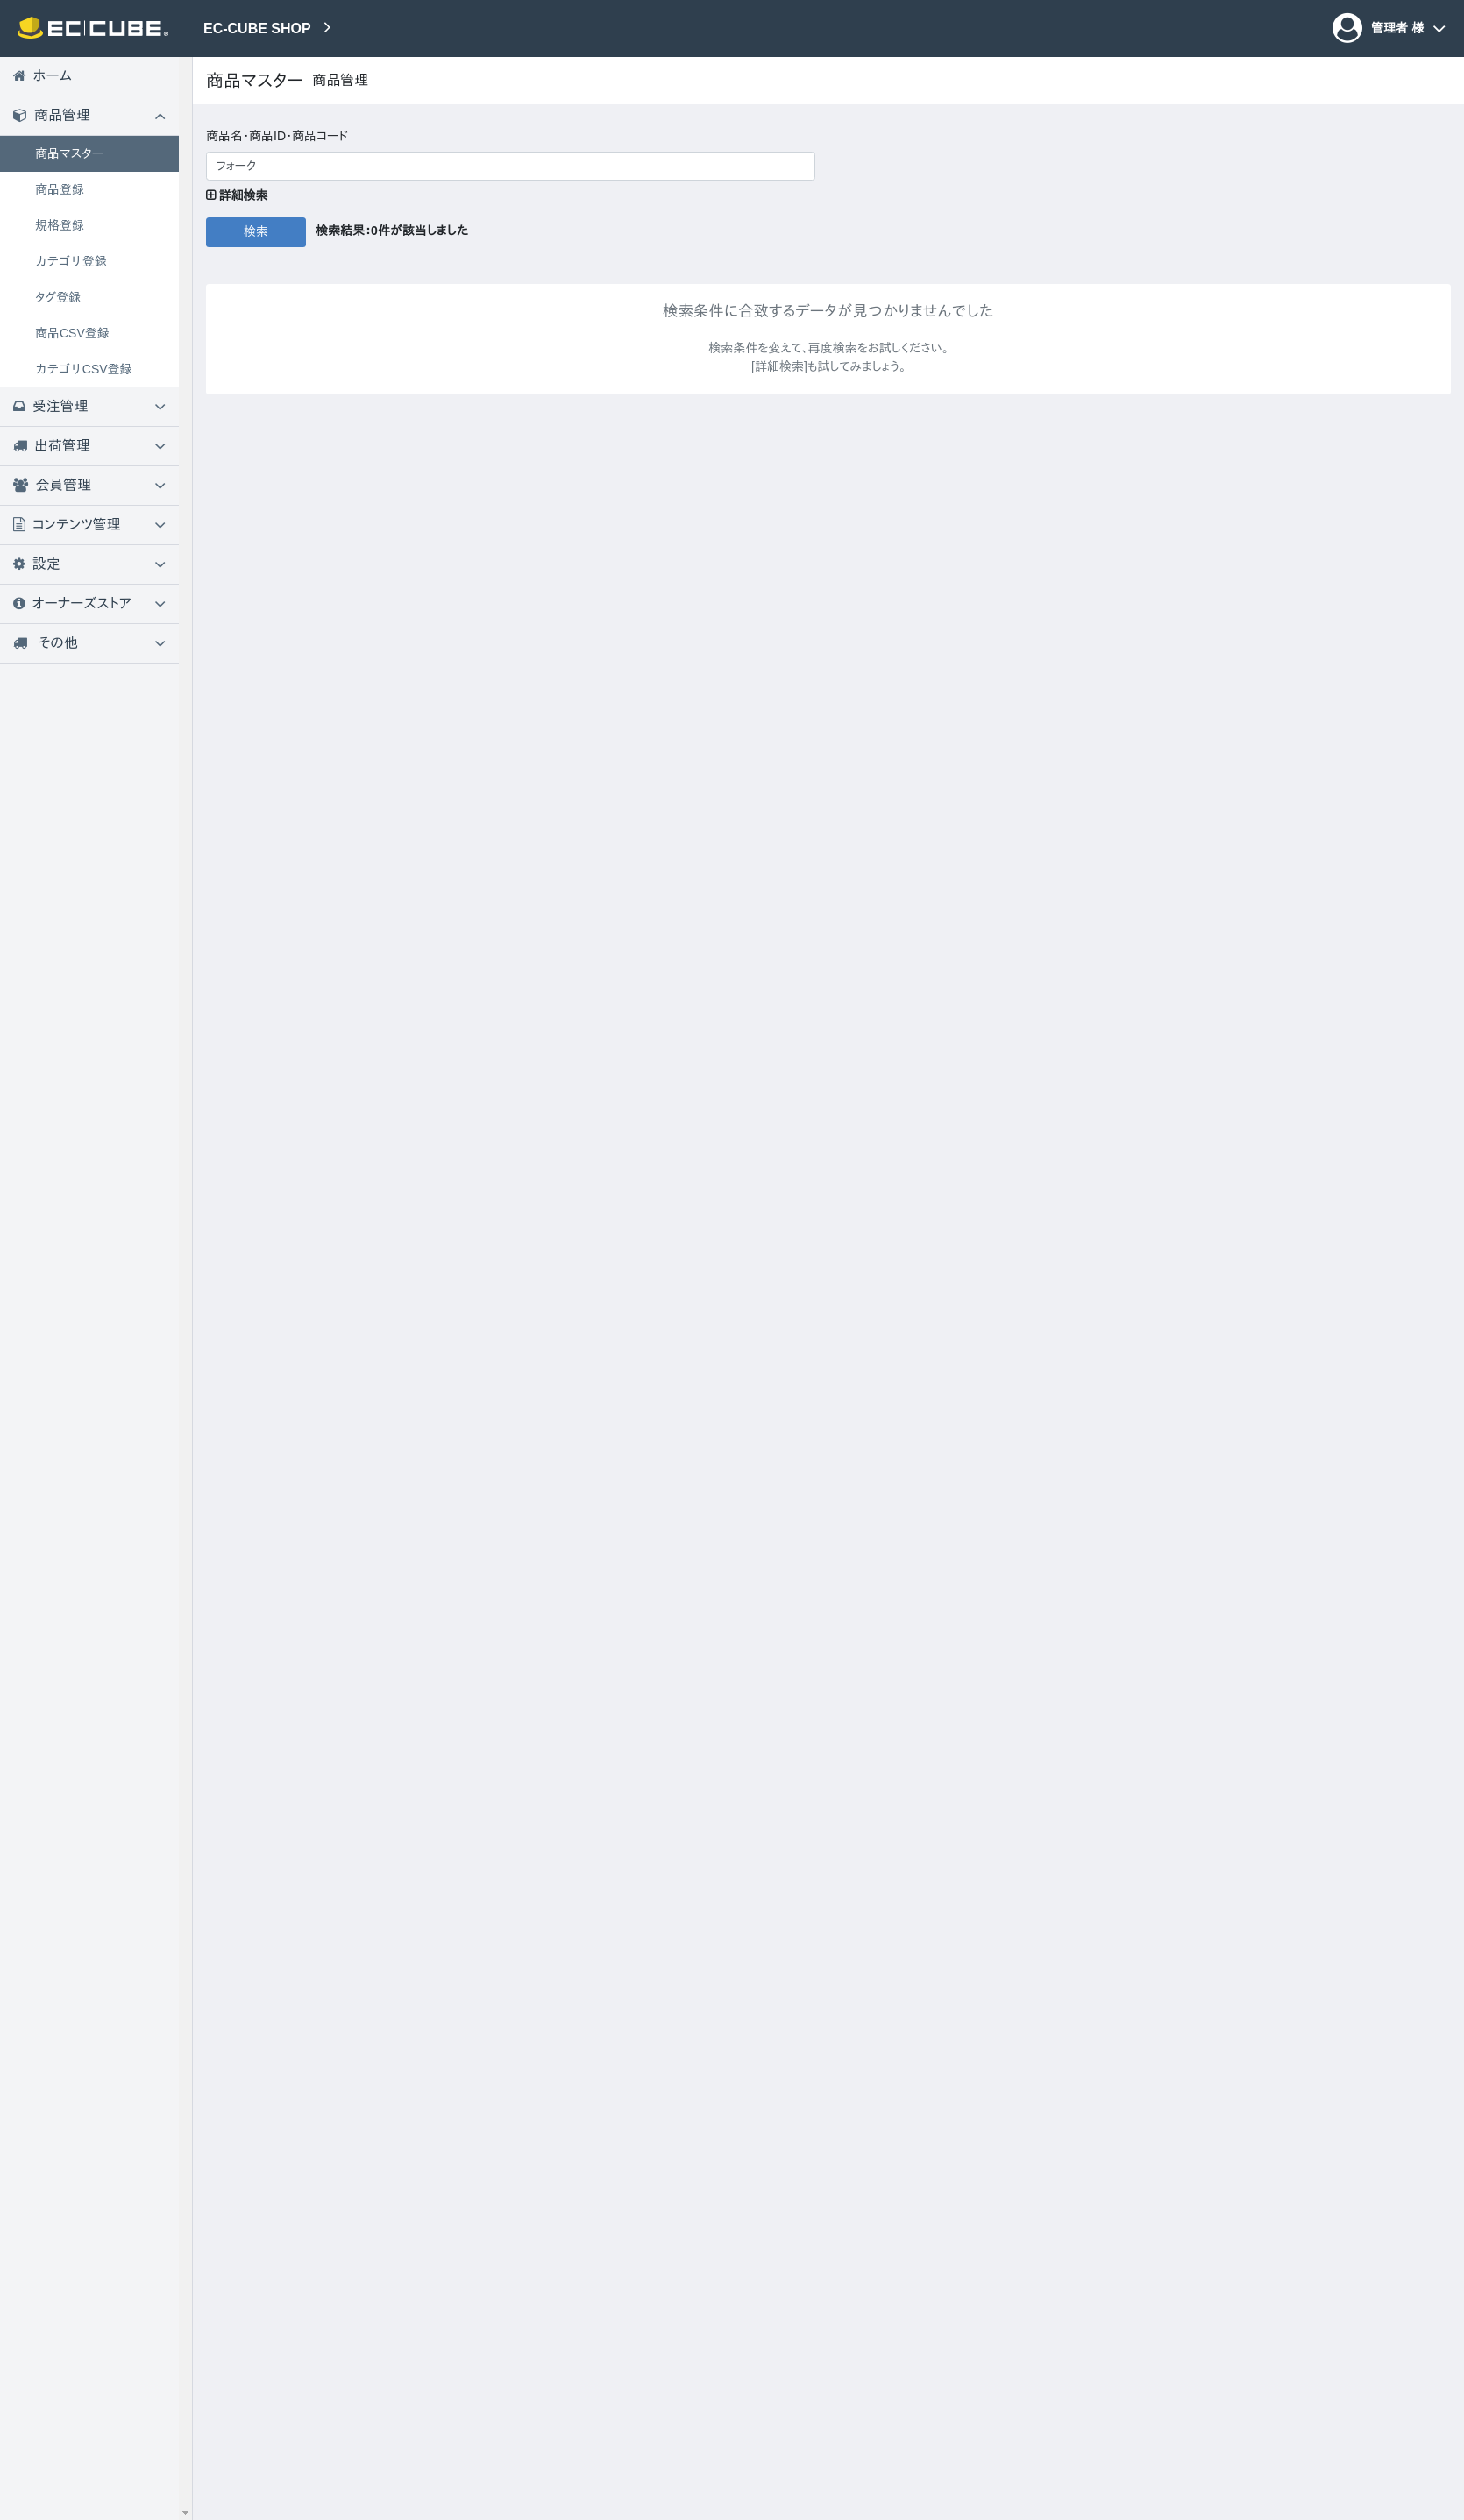 EC CUBE®
EC-CUBE SHOP
管理者 様
ホーム
商品管理
商品マスター
商品登録
規格登録
カテゴリ登録
タグ登録
商品CSV登録
カテゴリCSV登録
受注管理
出荷管理
会員管理
コンテンツ管理
設定
オーナーズストア
その他
商品マスター 商品管理
商品名・商品ID・商品コード
フォーク
詳細検索
検索 検索結果：0件が該当しました
検索条件に合致するデータが見つかりませんでした
検索条件を変えて、再度検索をお試しください。
[詳細検索]も試してみましょう。